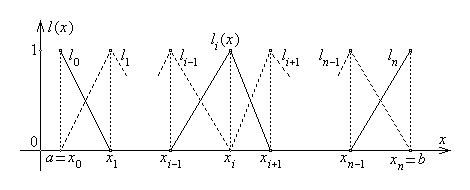 l(x)
l_i(x)
1
l_0
l_1
l_{i-1}
l_{i+1}
l_{n-1}
l_n
0
x
a=x_0
x_1
x_{i-1}
x_i
x_{i+1}
x_{n-1}
x_n=b